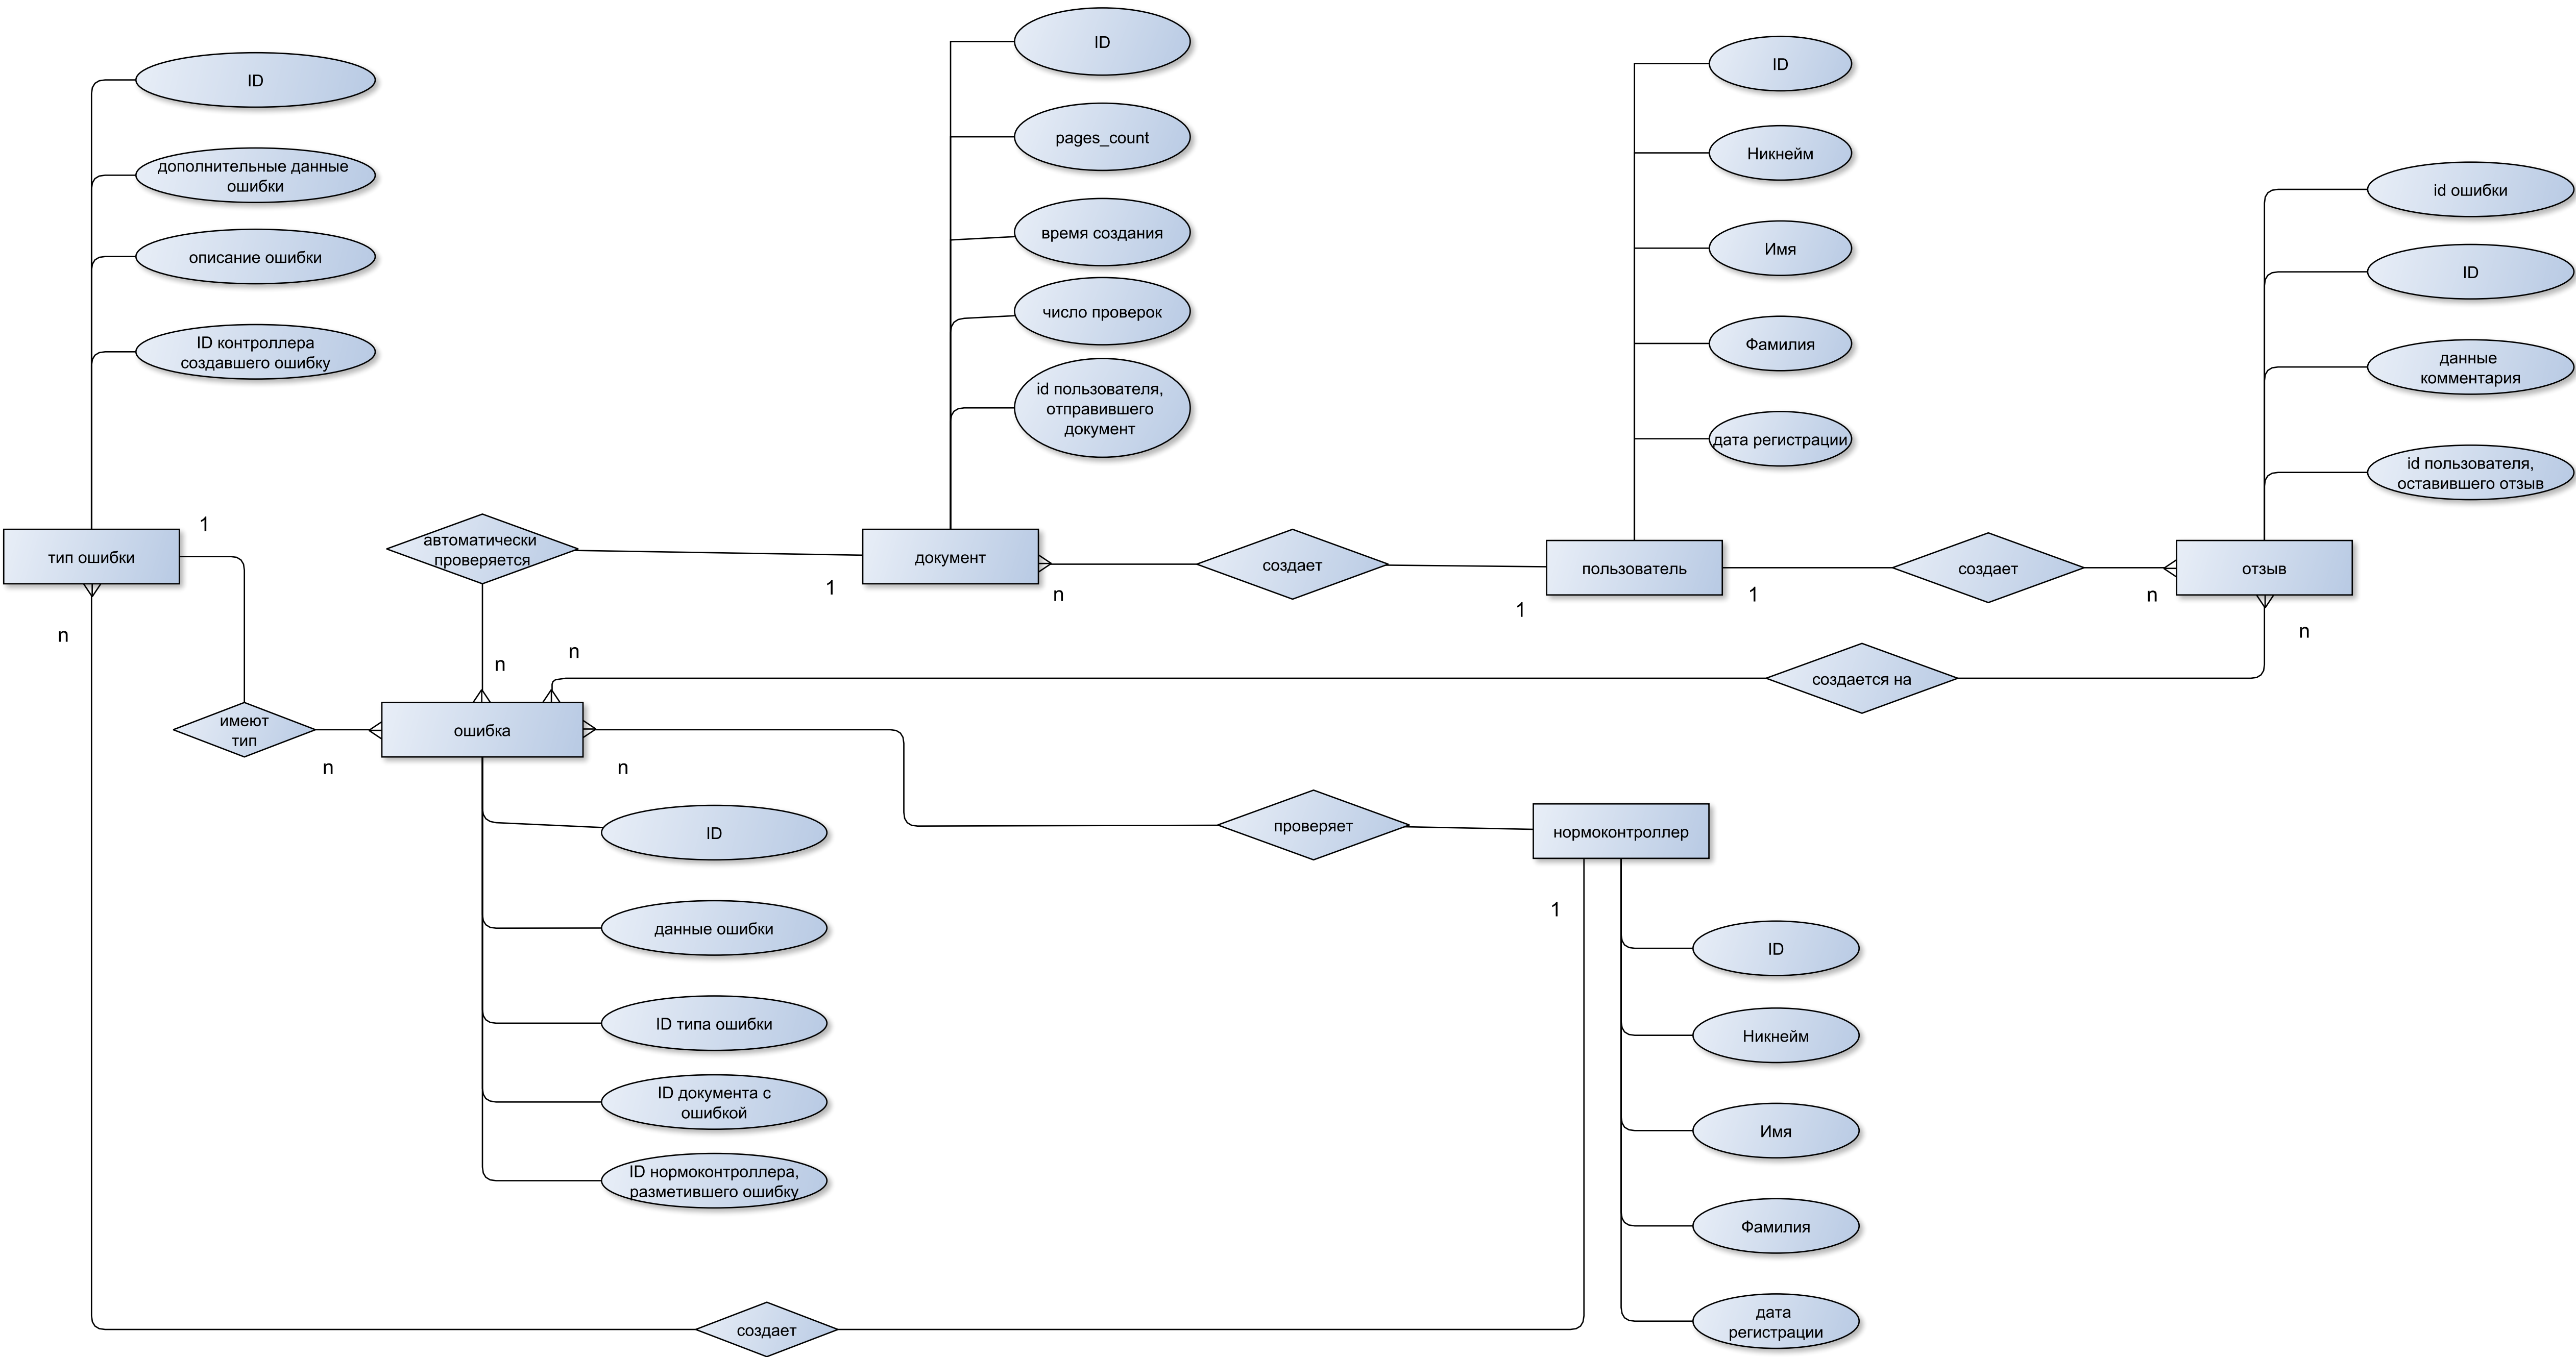 ID
дополнительные данные
ошибки
описание ошибки
ID контроллера
создавшего ошибку
ID
pages_count
время создания
число проверок
id пользователя,
отправившего
документ
ID
Никнейм
Имя
Фамилия
дата регистрации
id ошибки
ID
данные
комментария
id пользователя,
оставившего отзыв
тип ошибки
1
n
автоматически
проверяется
1
n
документ
n
создает
1
пользователь
1
создает
n
отзыв
n
n
создается на
имеют
тип
n
ошибка
n
проверяет
нормоконтроллер
1
ID
данные ошибки
ID типа ошибки
ID документа с
ошибкой
ID нормоконтроллера,
разметившего ошибку
ID
Никнейм
Имя
Фамилия
дата
регистрации
создает